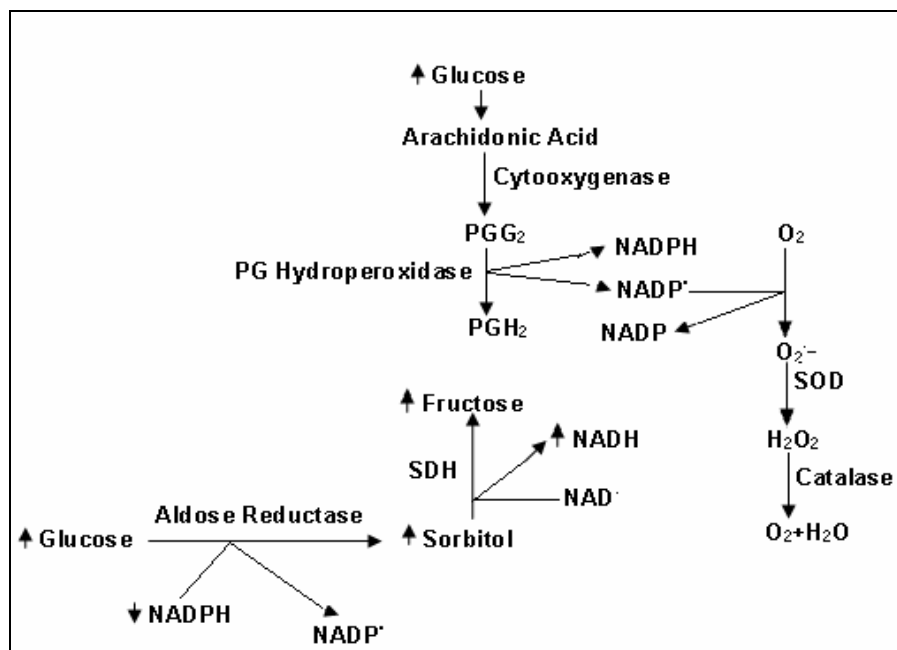 Glucose
Arachidonic Acid
Cytooxygenase
PGG₂
NADPH
O₂
PG Hydroperoxidase
NADP•
PGH₂
NADP
O₂•–
SOD
Fructose
H₂O₂
NADH
SDH
Catalase
NAD•
Aldose Reductase
Glucose
Sorbitol
O₂+H₂O
NADPH
NADP•